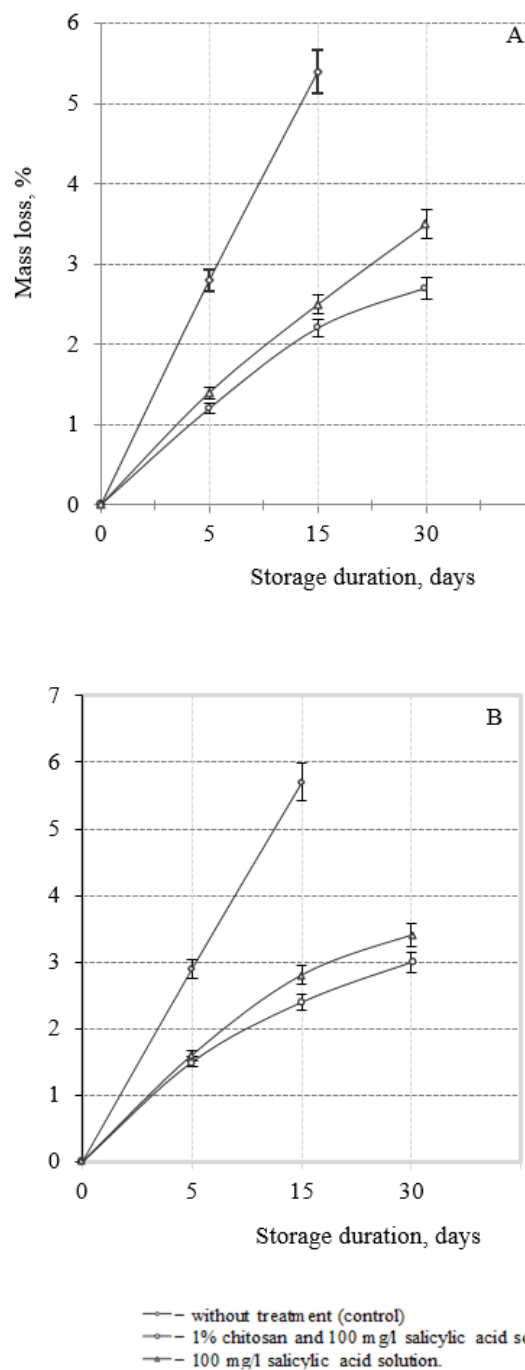 A
6
5
4
3
2
1
0
Mass loss, %
0 5 15 30
Storage duration, days
B
7
6
5
4
3
2
1
0
0 5 15 30
Storage duration, days
– without treatment (control)
– 1% chitosan and 100 mg/l salicylic acid
– 100 mg/l salicylic acid solution.